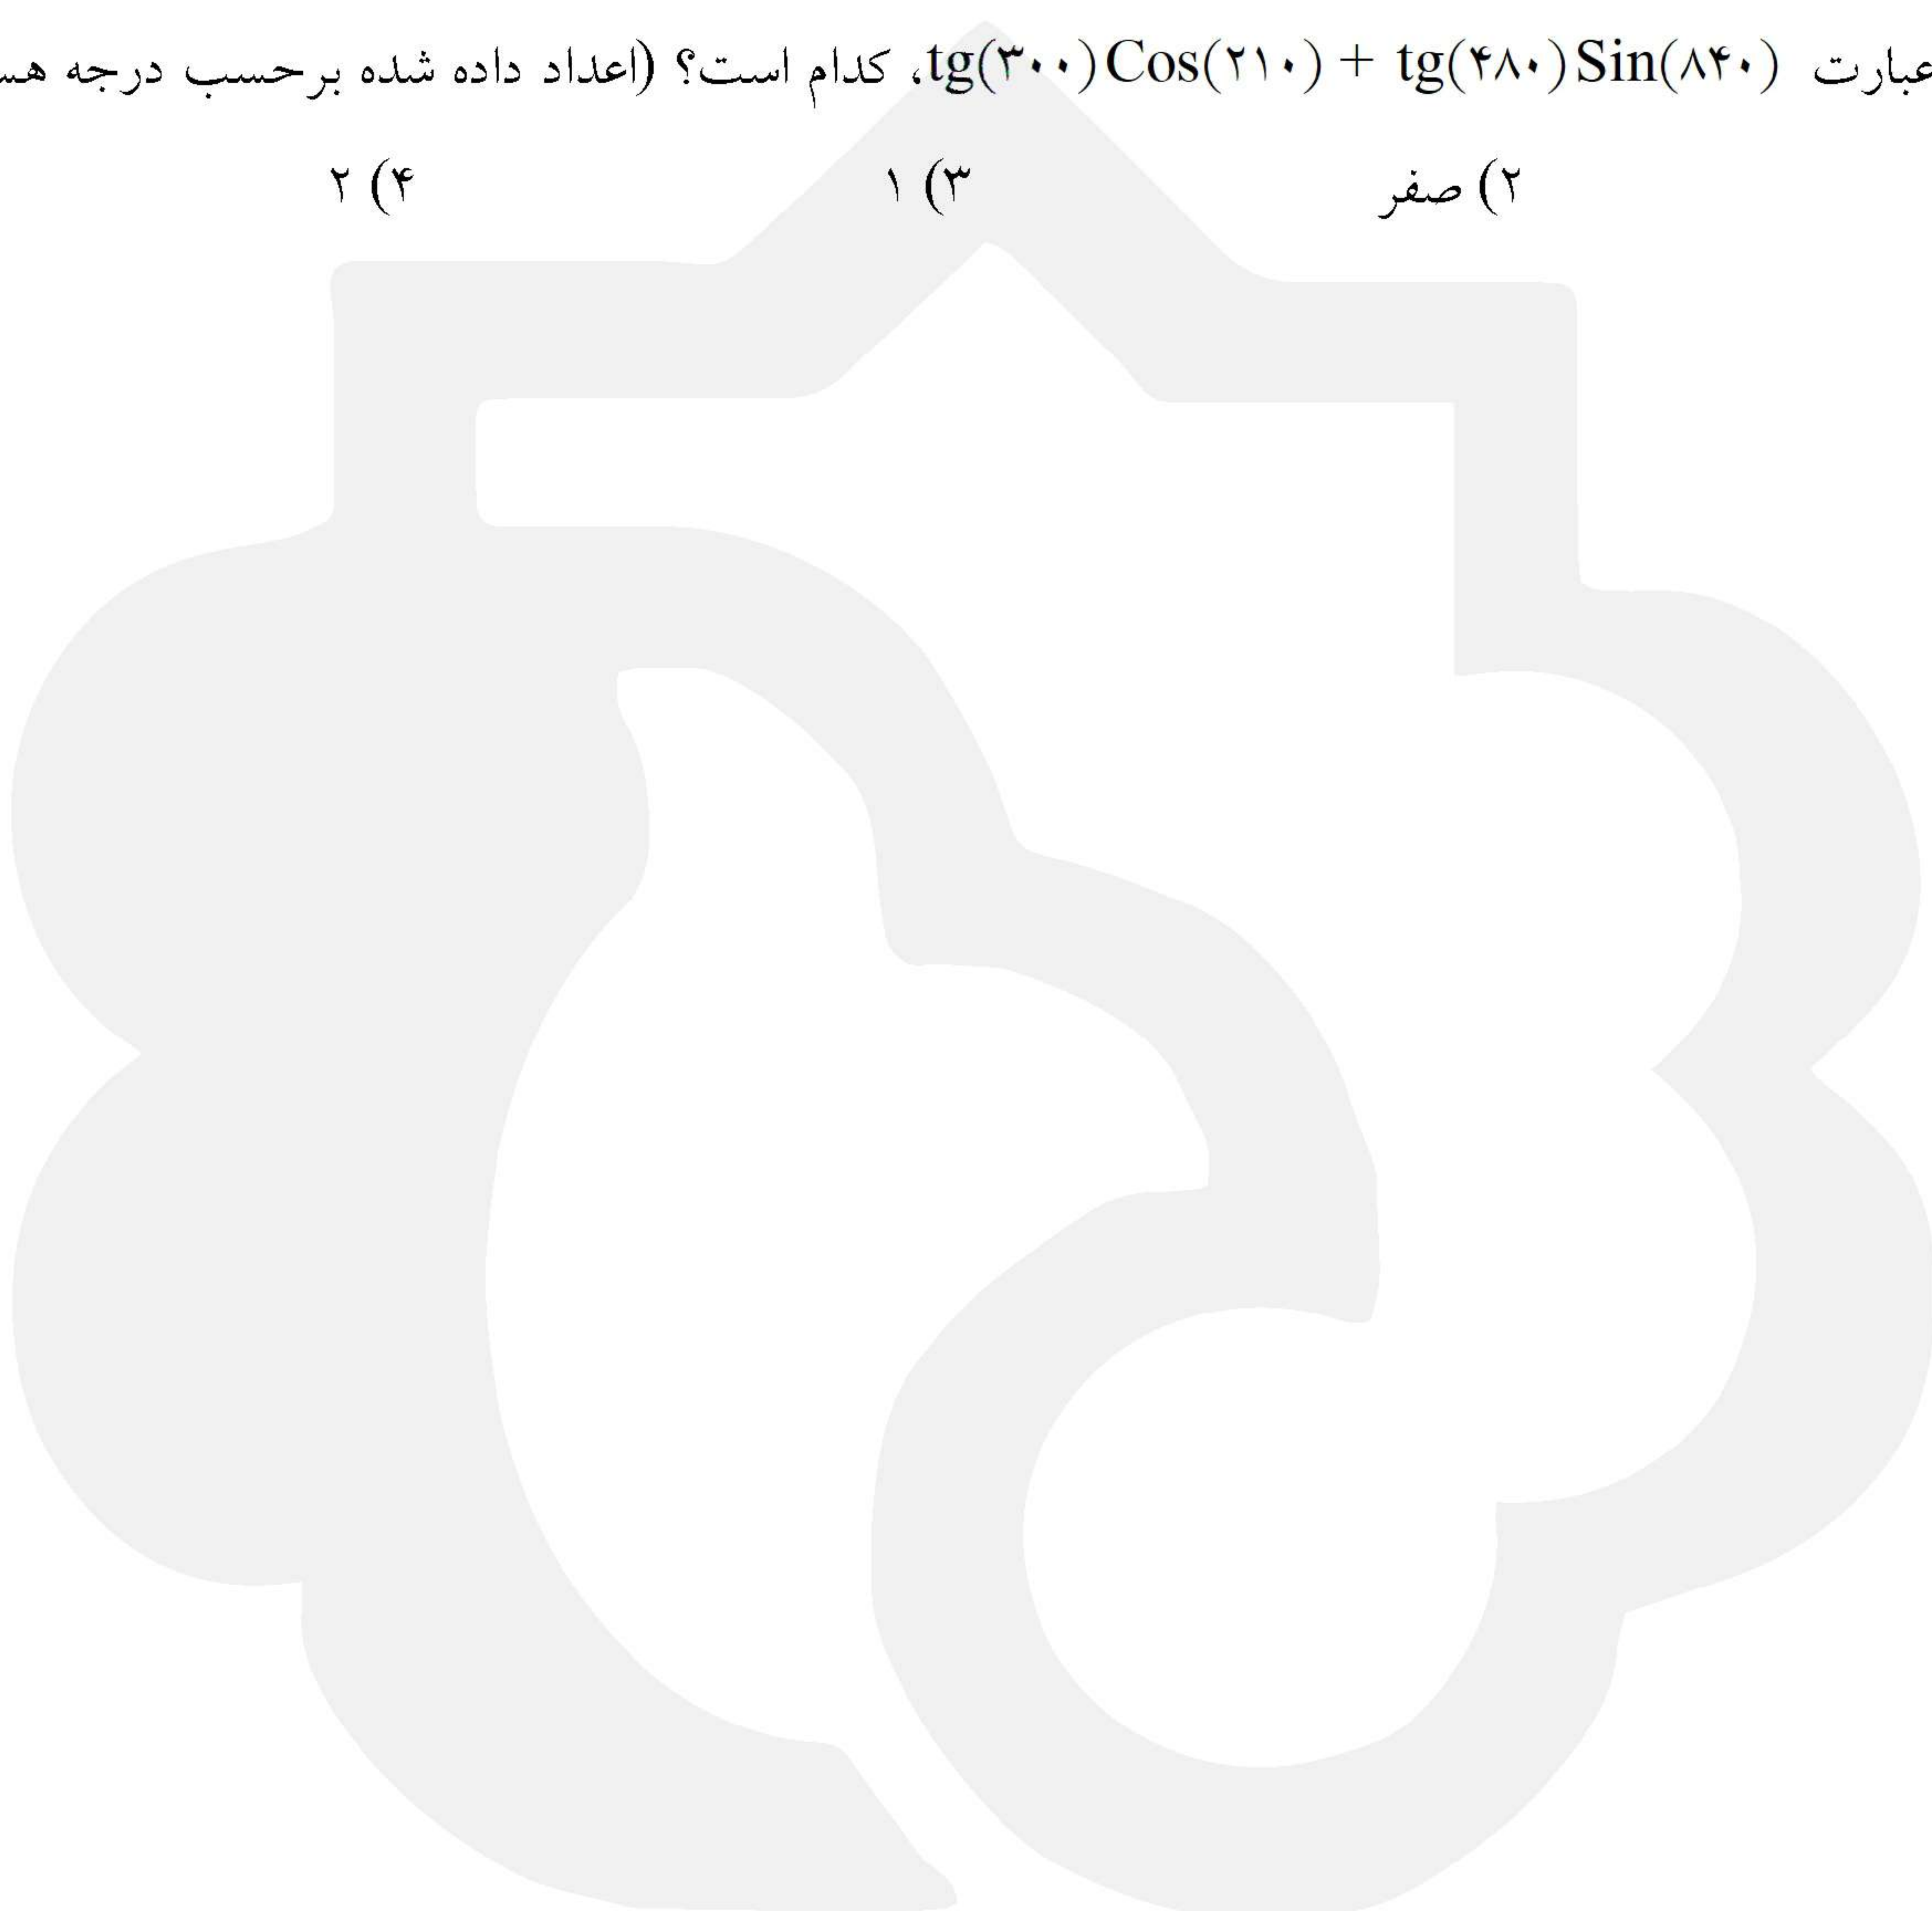 عبارت tg(۳۰۰)Cos(۲۱۰) + tg(۴۸۰)Sin(۸۴۰)، کدام است؟ (اعداد داده شده برحسب درجه
۲) صفر ۳) ۱ ۴) ۲